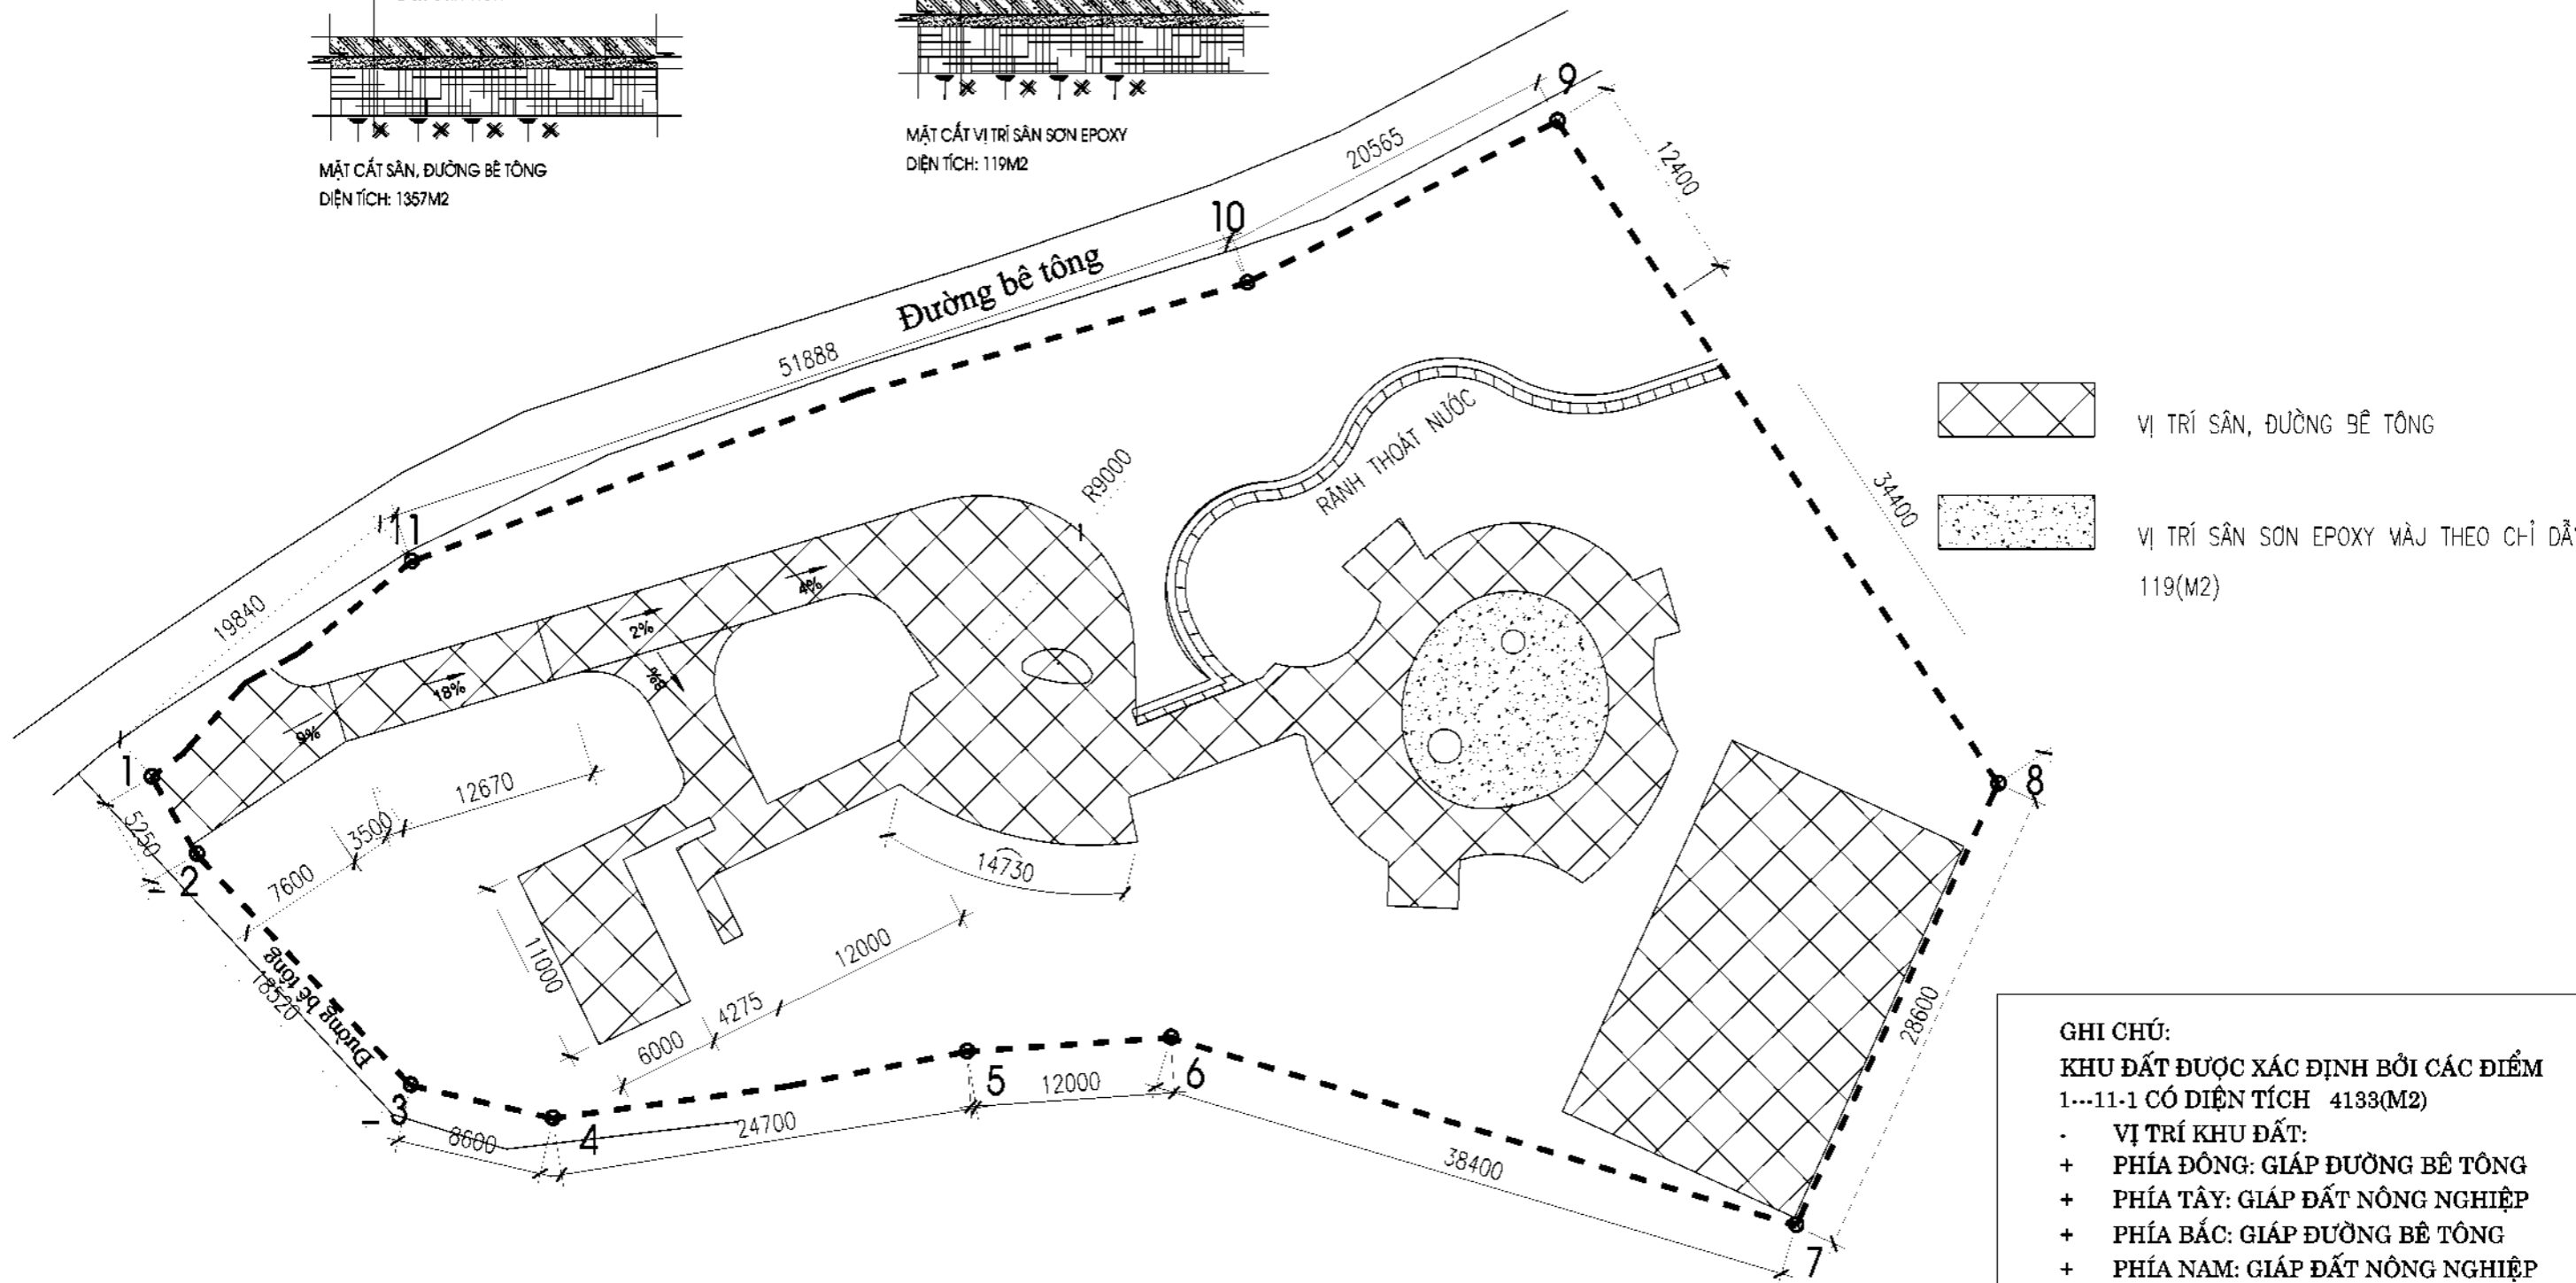 MẶT CẮT SÂN, ĐƯỜNG BÊ TÔNG
DIỆN TÍCH: 1357M2
MẶT CẮT VỊ TRÍ SÂN SƠN EPOXY
DIỆN TÍCH: 119M2
9
20565
12400
10
Đường bê tông
51888
11
19840
R9000
RÃNH THOÁT NƯỚC
34400
VỊ TRÍ SÂN, ĐƯỜNG BÊ TÔNG
VỊ TRÍ SÂN SƠN EPOXY MÀU THEO CHỈ DẪ
119(M2)
4%
2%
8%
18%
9%
1
5250
2
12670
3500
7600
14730
8
11000
12000
4275
6000
Đường bê tông
18520
3
8600
4
24700
5
12000
6
38400
7
28600
GHI CHÚ:
KHU ĐẤT ĐƯỢC XÁC ĐỊNH BỞI CÁC ĐIỂM
1...11-1 CÓ DIỆN TÍCH 4133(M2)
- VỊ TRÍ KHU ĐẤT:
+ PHÍA ĐÔNG: GIÁP ĐƯỜNG BÊ TÔNG
+ PHÍA TÂY: GIÁP ĐẤT NÔNG NGHIỆP
+ PHÍA BẮC: GIÁP ĐƯỜNG BÊ TÔNG
+ PHÍA NAM: GIÁP ĐẤT NÔNG NGHIỆP